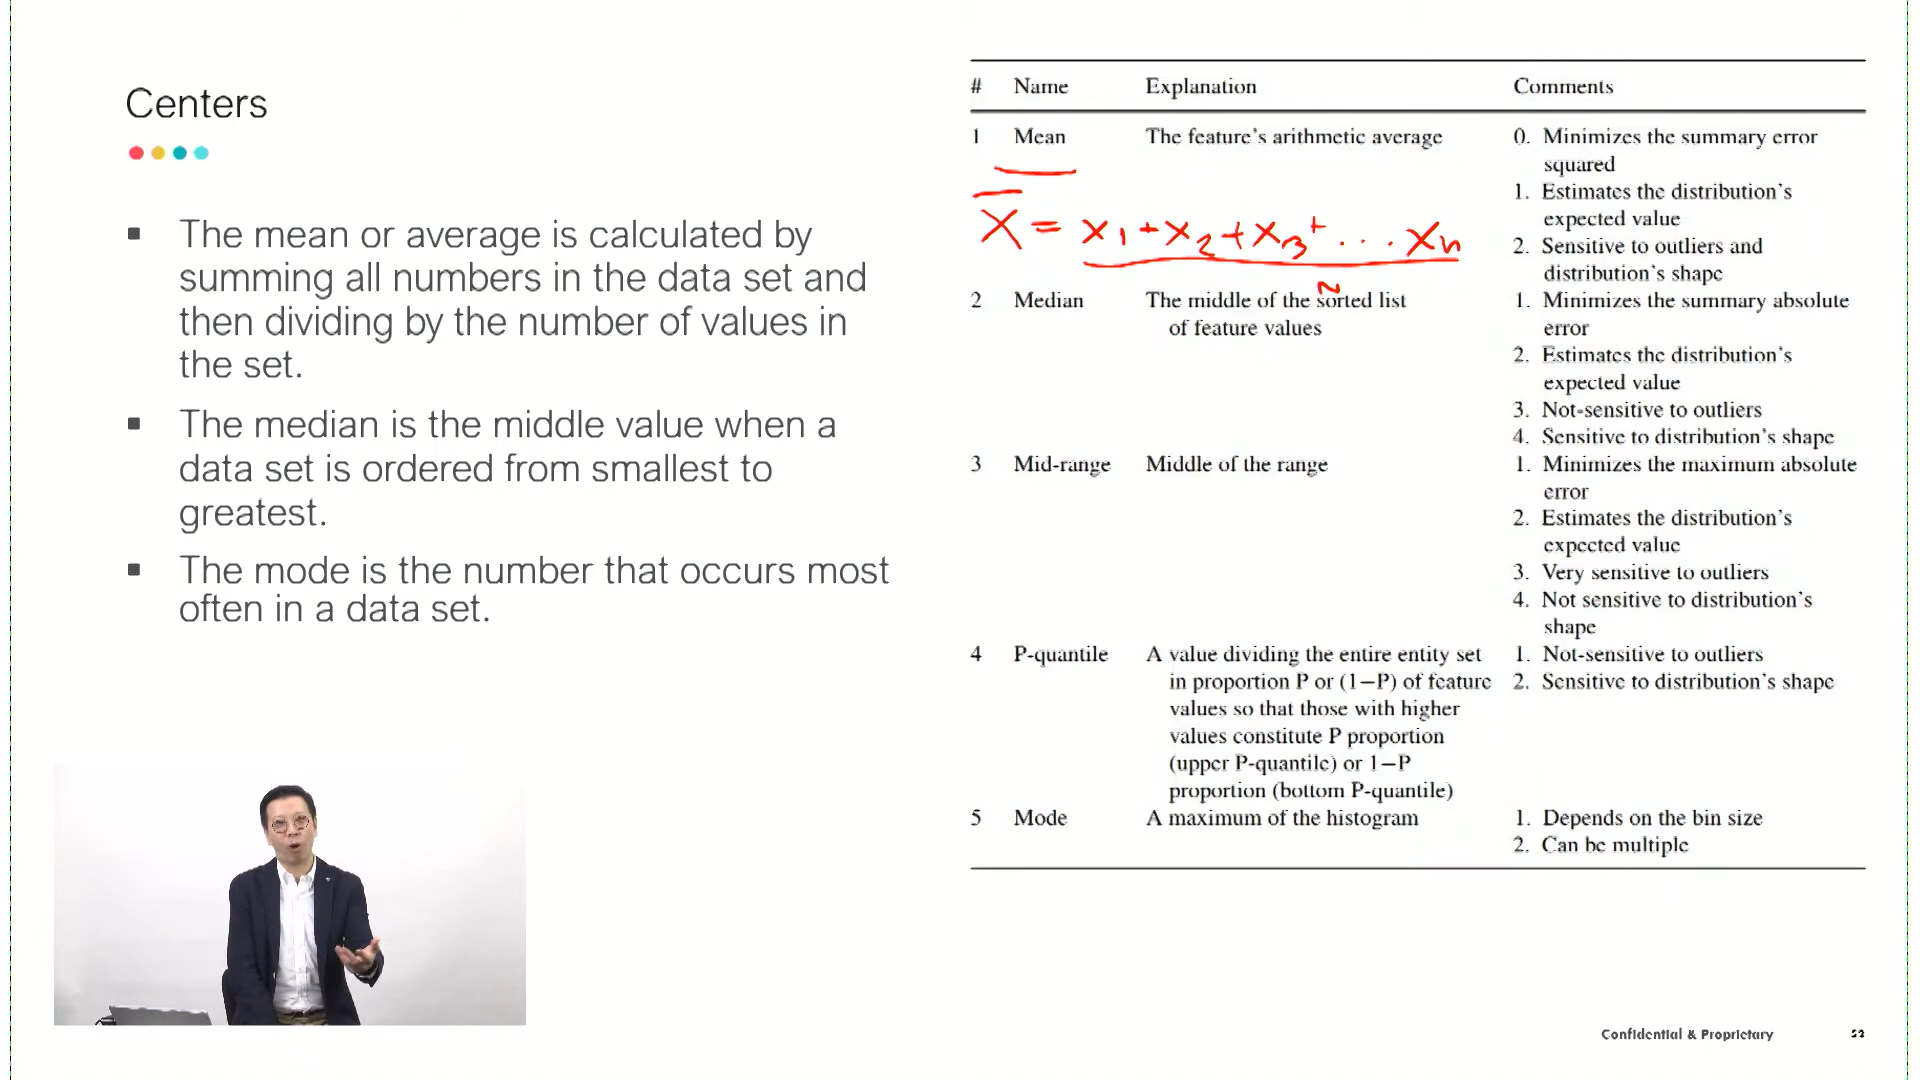 Centers
▪ The mean or average is calculated by
summing all numbers in the data set and
then dividing by the number of values in
the set.
▪ The median is the middle value when a
data set is ordered from smallest to
greatest.
▪ The mode is the number that occurs most
often in a data set.
# Name Explanation Comments
1 Mean The feature's arithmetic average 0. Minimizes the summary error
squared
1. Estimates the distribution's
expected value
2. Sensitive to outliers and
distribution's shape
X̄ = x1+x2+x3+...xn
n
2 Median The middle of the sorted list 1. Minimizes the summary absolute
of feature values error
2. Estimates the distribution's
expected value
3. Not-sensitive to outliers
4. Sensitive to distribution's shape
3 Mid-range Middle of the range 1. Minimizes the maximum absolute
error
2. Estimates the distribution's
expected value
3. Very sensitive to outliers
4. Not sensitive to distribution's
shape
4 P-quantile A value dividing the entire entity set 1. Not-sensitive to outliers
in proportion P or (1−P) of feature 2. Sensitive to distribution's shape
values so that those with higher
values constitute P proportion
(upper P-quantile) or 1−P
proportion (bottom P-quantile)
5 Mode A maximum of the histogram 1. Depends on the bin size
2. Can be multiple
Confidential & Proprietary